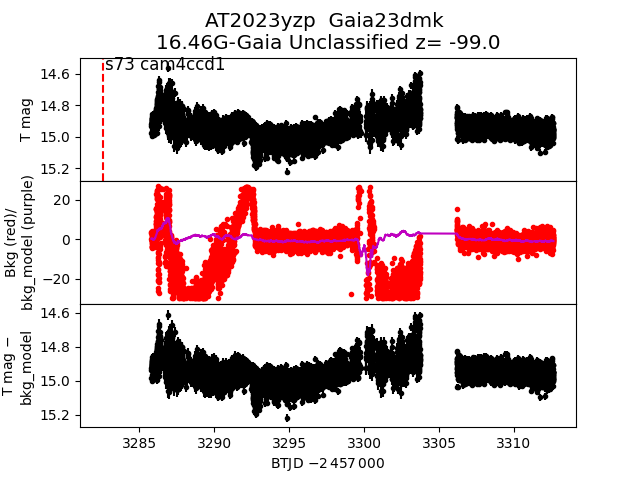 AT2023yzp  Gaia23dmk
16.46G-Gaia Unclassified z= -99.0
s73 cam4ccd1
T mag
14.6
14.8
15.0
15.2
Bkg (red)/
bkg_model (purple)
20
0
−20
T mag −
bkg_model
14.6
14.8
15.0
15.2
3285
3290
3295
3300
3305
3310
BTJD −2 457 000